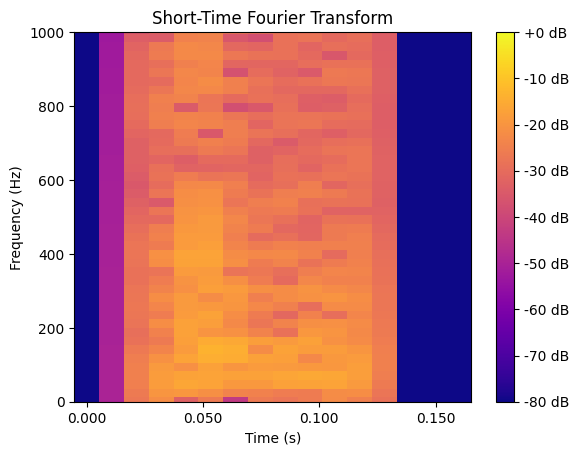 Short-Time Fourier Transform
1000
800
600
400
200
0
Frequency (Hz)
0.000
0.050
0.100
0.150
Time (s)
+0 dB
-10 dB
-20 dB
-30 dB
-40 dB
-50 dB
-60 dB
-70 dB
-80 dB